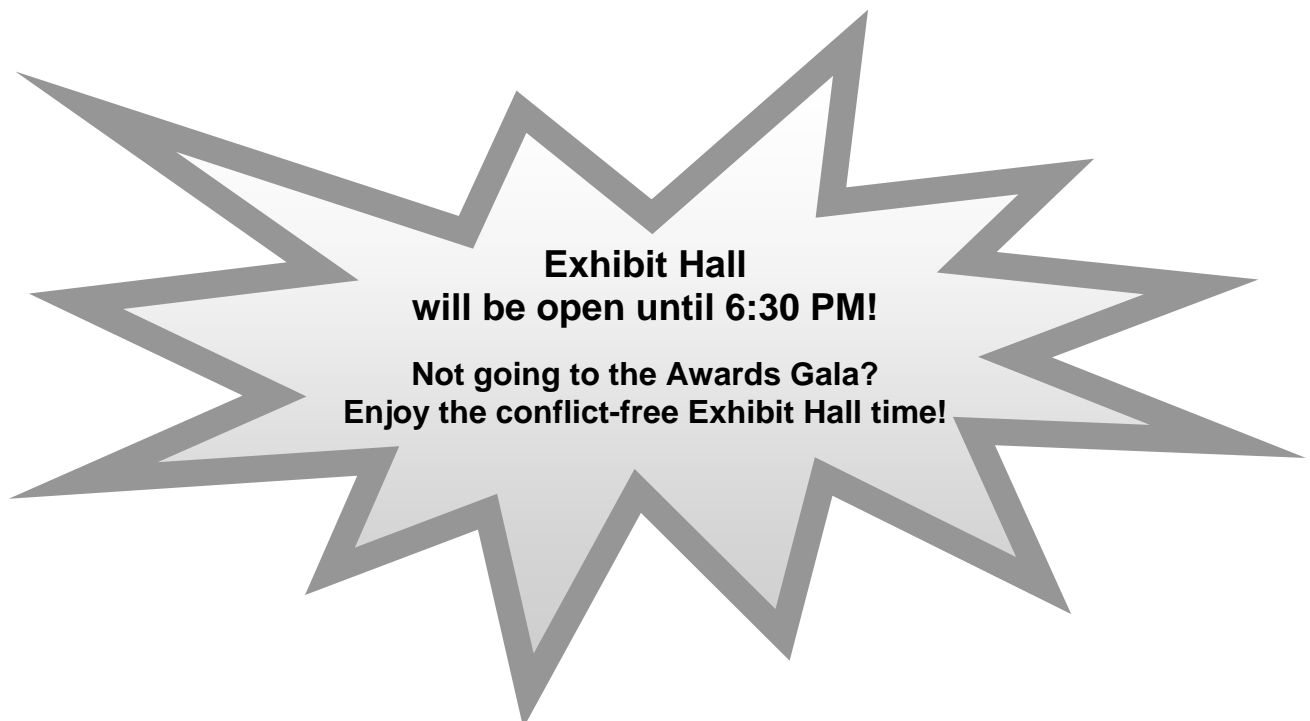 Exhibit Hall
will be open until 6:30 PM!
Not going to the Awards Gala?
Enjoy the conflict-free Exhibit Hall time!